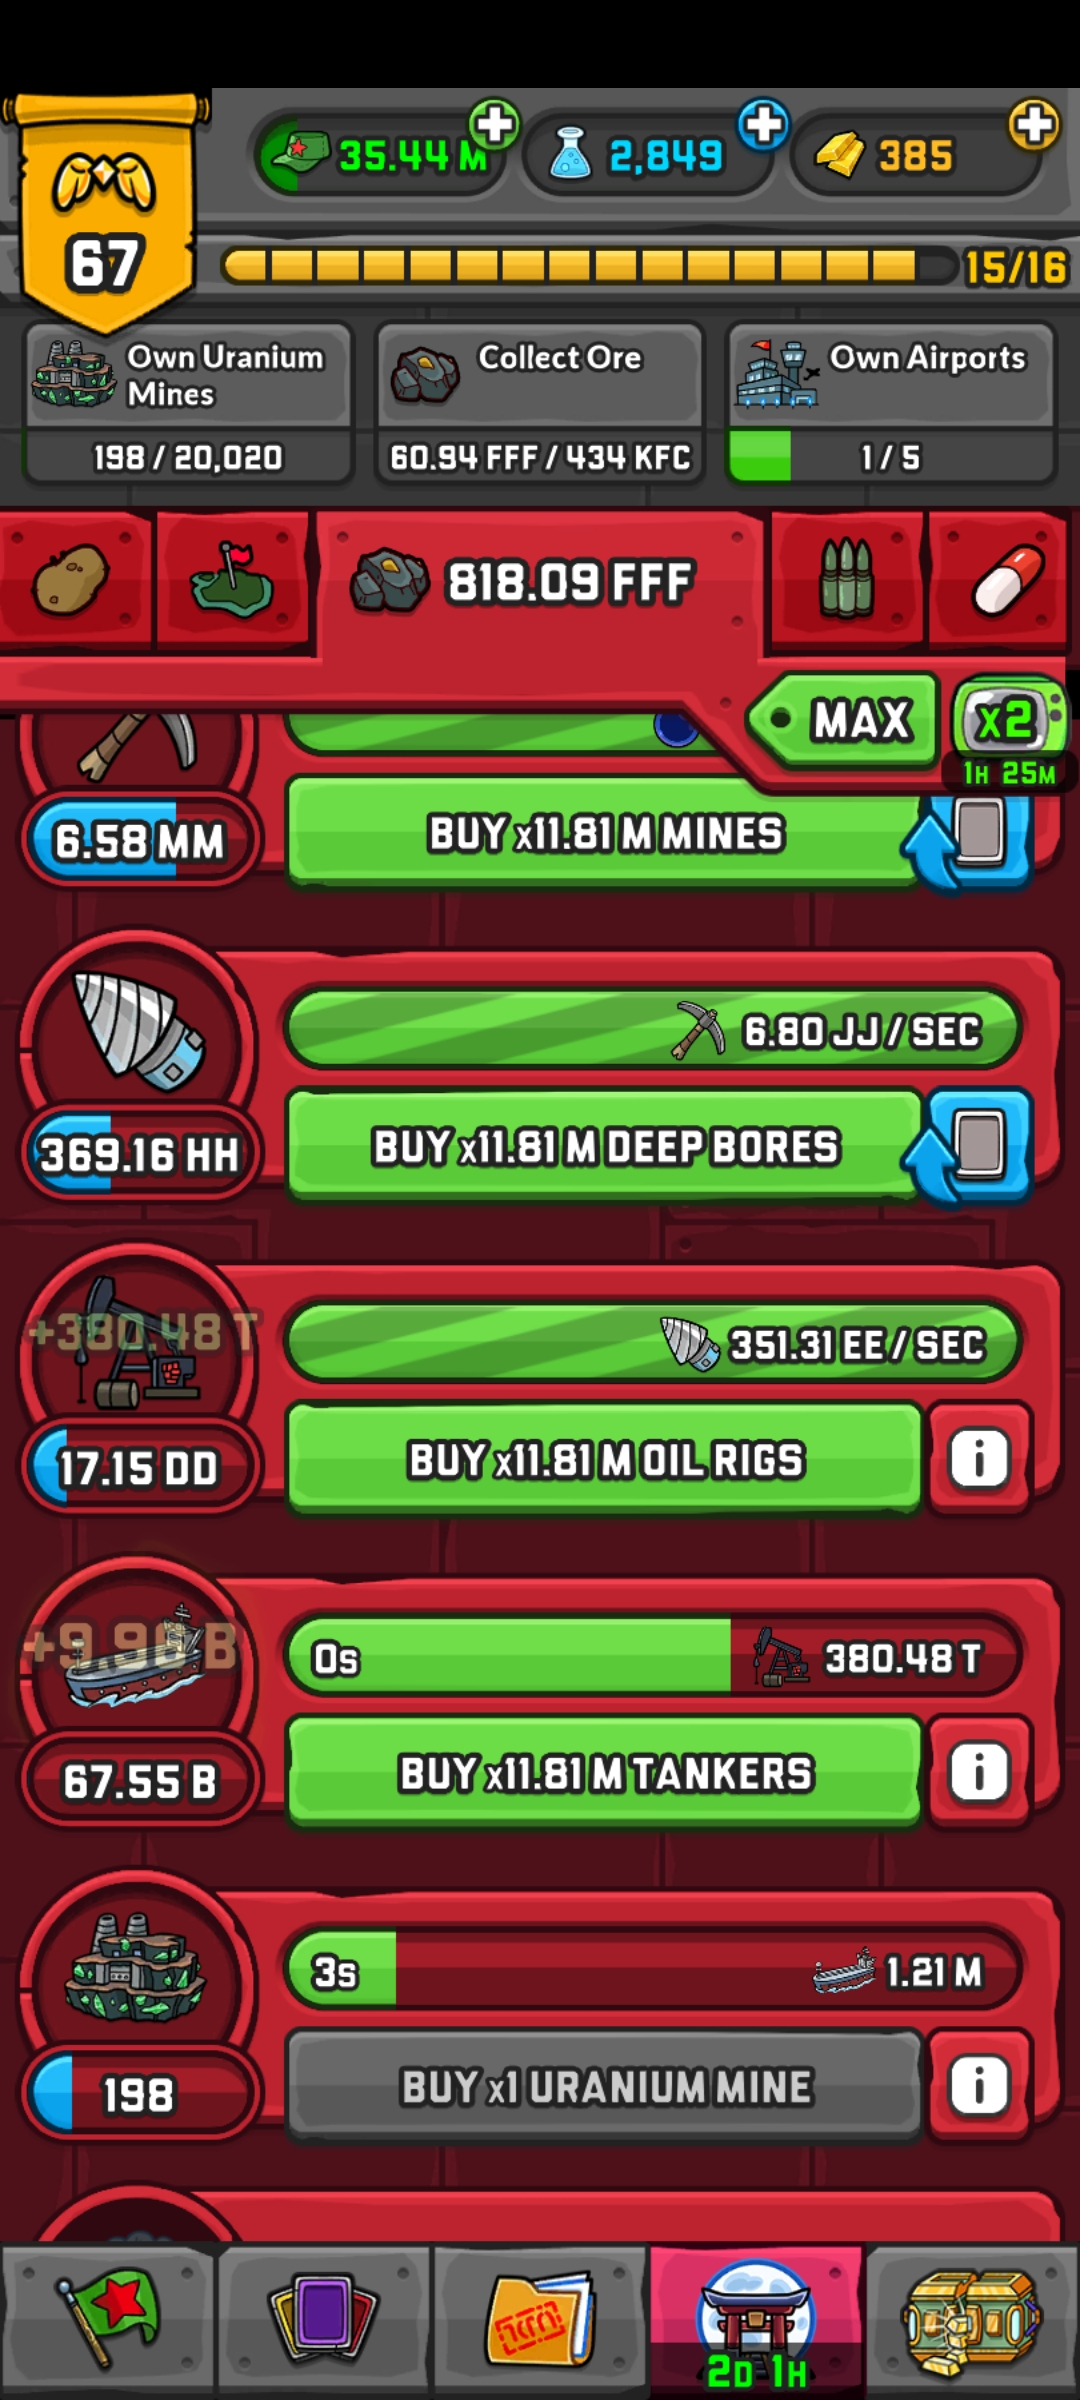 35.44 M
2,849
385
67
15/16
Own Uranium
Mines
198 / 20,020
Collect Ore
60.94 FFF / 434 KFC
Own Airports
1 / 5
818.09 FFF
MAX
x2
1H 25M
6.58 MM
BUY x11.81 M MINES
6.80 JJ / SEC
369.16 HH
BUY x11.81 M DEEP BORES
+380.48 T
351.31 EE / SEC
17.15 DD
BUY x11.81 M OIL RIGS
+9.90 B
0s
380.48 T
67.55 B
BUY x11.81 M TANKERS
3s
1.21 M
198
BUY x1 URANIUM MINE
2D 1H